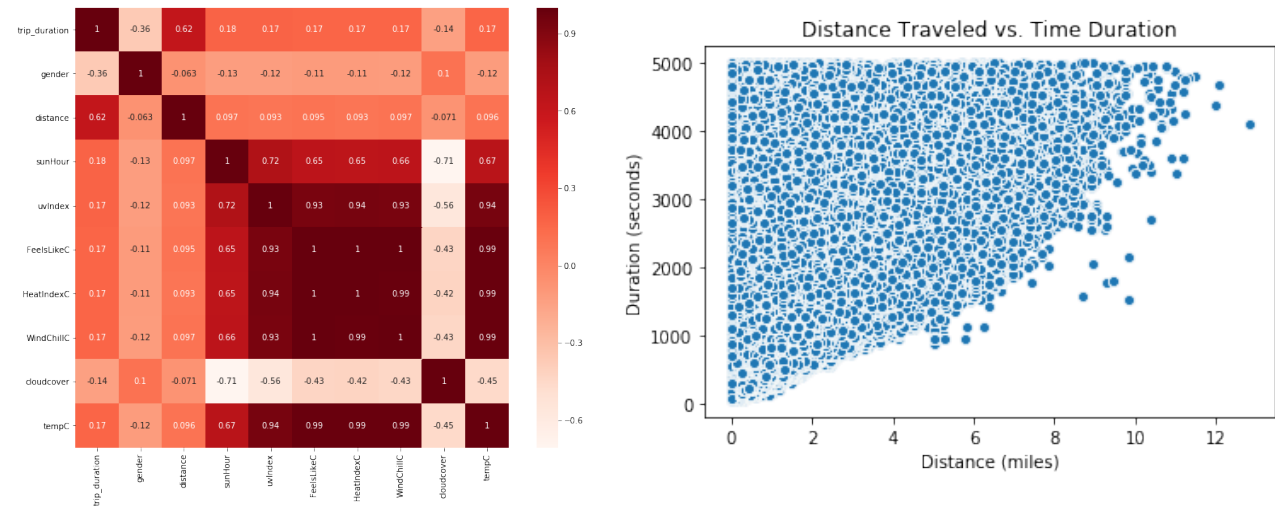 trip_duration 1 -0.36 0.62 0.18 0.17 0.17 0.17 0.17 -0.14 0.17
gender -0.36 1 -0.063 -0.13 -0.12 -0.11 -0.11 -0.12 0.1 -0.12
distance 0.62 -0.063 1 0.097 0.093 0.095 0.093 0.097 -0.071 0.096
sunHour 0.18 -0.13 0.097 1 0.72 0.65 0.65 0.66 -0.71 0.67
uvIndex 0.17 -0.12 0.093 0.72 1 0.93 0.94 0.93 -0.56 0.94
FeelsLikeC 0.17 -0.11 0.095 0.65 0.93 1 1 1 -0.43 0.99
HeatIndexC 0.17 -0.11 0.093 0.65 0.94 1 1 0.99 -0.42 0.99
WindChillC 0.17 -0.12 0.097 0.66 0.93 1 0.99 1 -0.43 0.99
cloudcover -0.14 0.1 -0.071 -0.71 -0.56 -0.43 -0.42 -0.43 1 -0.45
tempC 0.17 -0.12 0.096 0.67 0.94 0.99 0.99 0.99 -0.45 1
trip_duration gender distance sunHour uvIndex FeelsLikeC HeatIndexC WindChillC cloudcover tempC
0.9
0.6
0.3
0.0
-0.3
-0.6
Distance Traveled vs. Time Duration
Duration (seconds)
5000
4000
3000
2000
1000
0
0 2 4 6 8 10 12
Distance (miles)